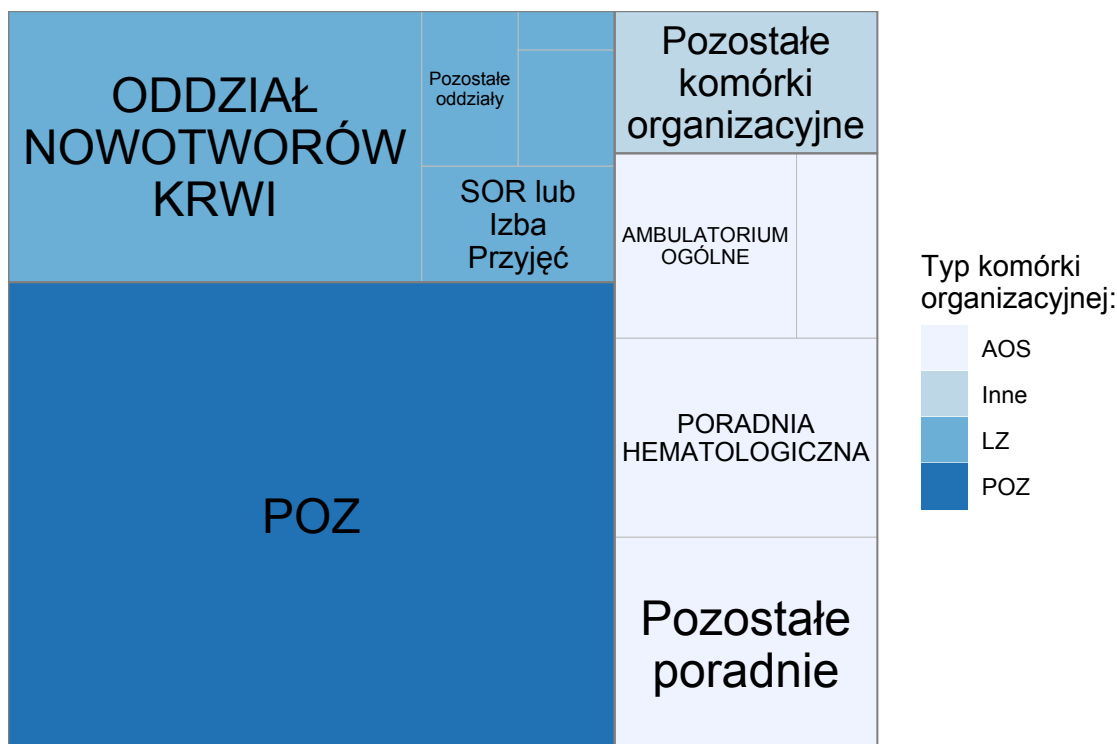 ODDZIAŁ
NOWOTWORÓW
KRWI
Pozostałe
oddziały
SOR lub
Izba
Przyjęć
POZ
Pozostałe
komórki
organizacyjne
AMBULATORIUM
OGÓLNE
PORADNIA
HEMATOLOGICZNA
Pozostałe
poradnie
Typ komórki
organizacyjnej:
AOS
Inne
LZ
POZ